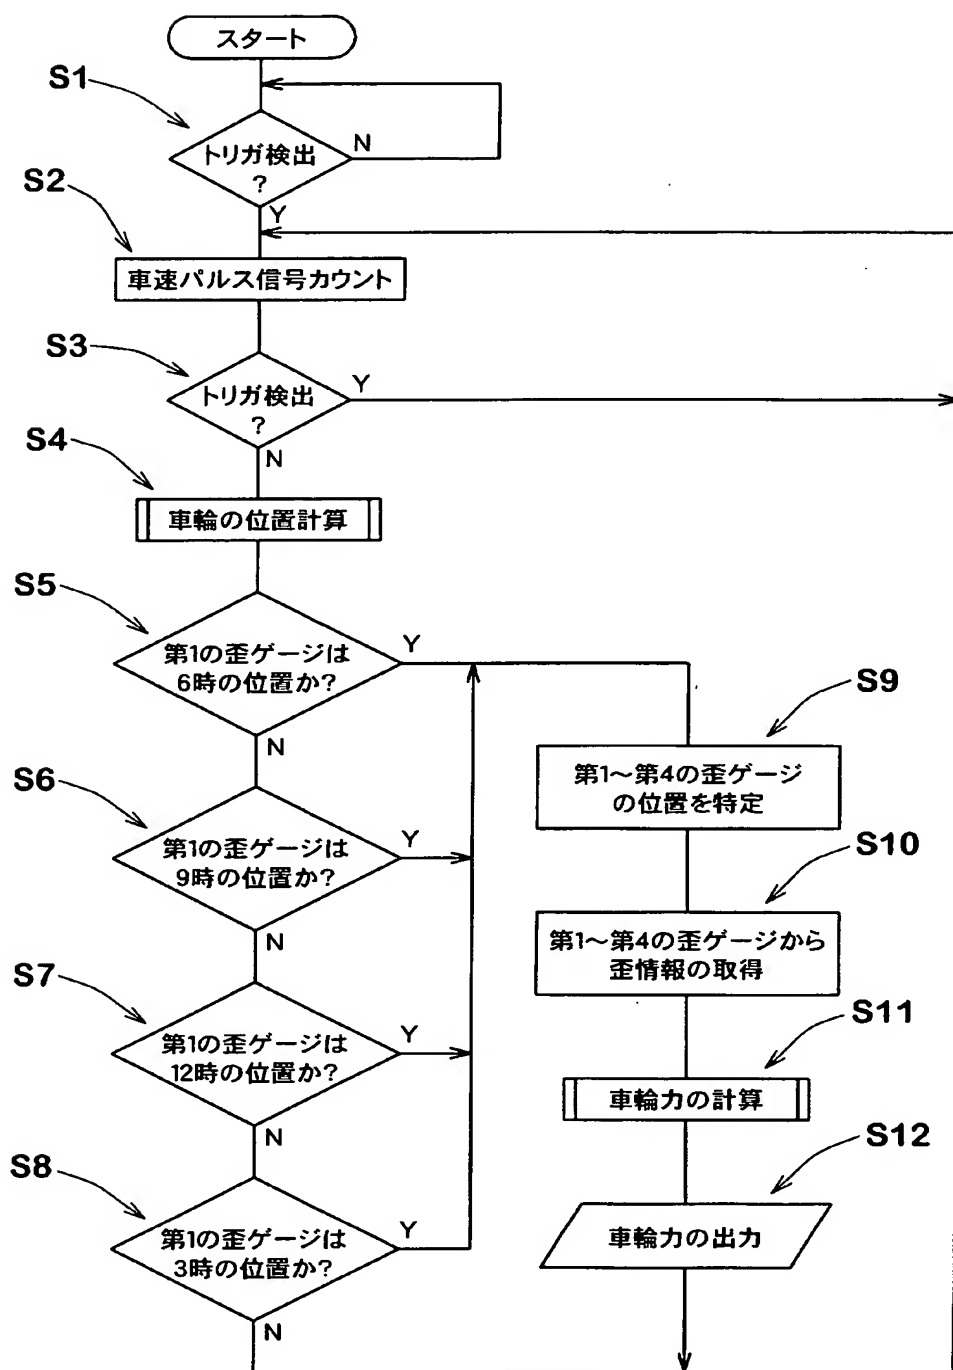 スタート
S1
トリガ検出
?
N
Y
S2
車速パルス信号カウント
S3
トリガ検出
?
Y
N
S4
車輪の位置計算
S5
第1の歪ゲージは
6時の位置か?
Y
N
S6
第1の歪ゲージは
9時の位置か?
Y
N
S7
第1の歪ゲージは
12時の位置か?
Y
N
S8
第1の歪ゲージは
3時の位置か?
Y
N
S9
第1~第4の歪ゲージ
の位置を特定
S10
第1~第4の歪ゲージから
歪情報の取得
S11
車輪力の計算
S12
車輪力の出力